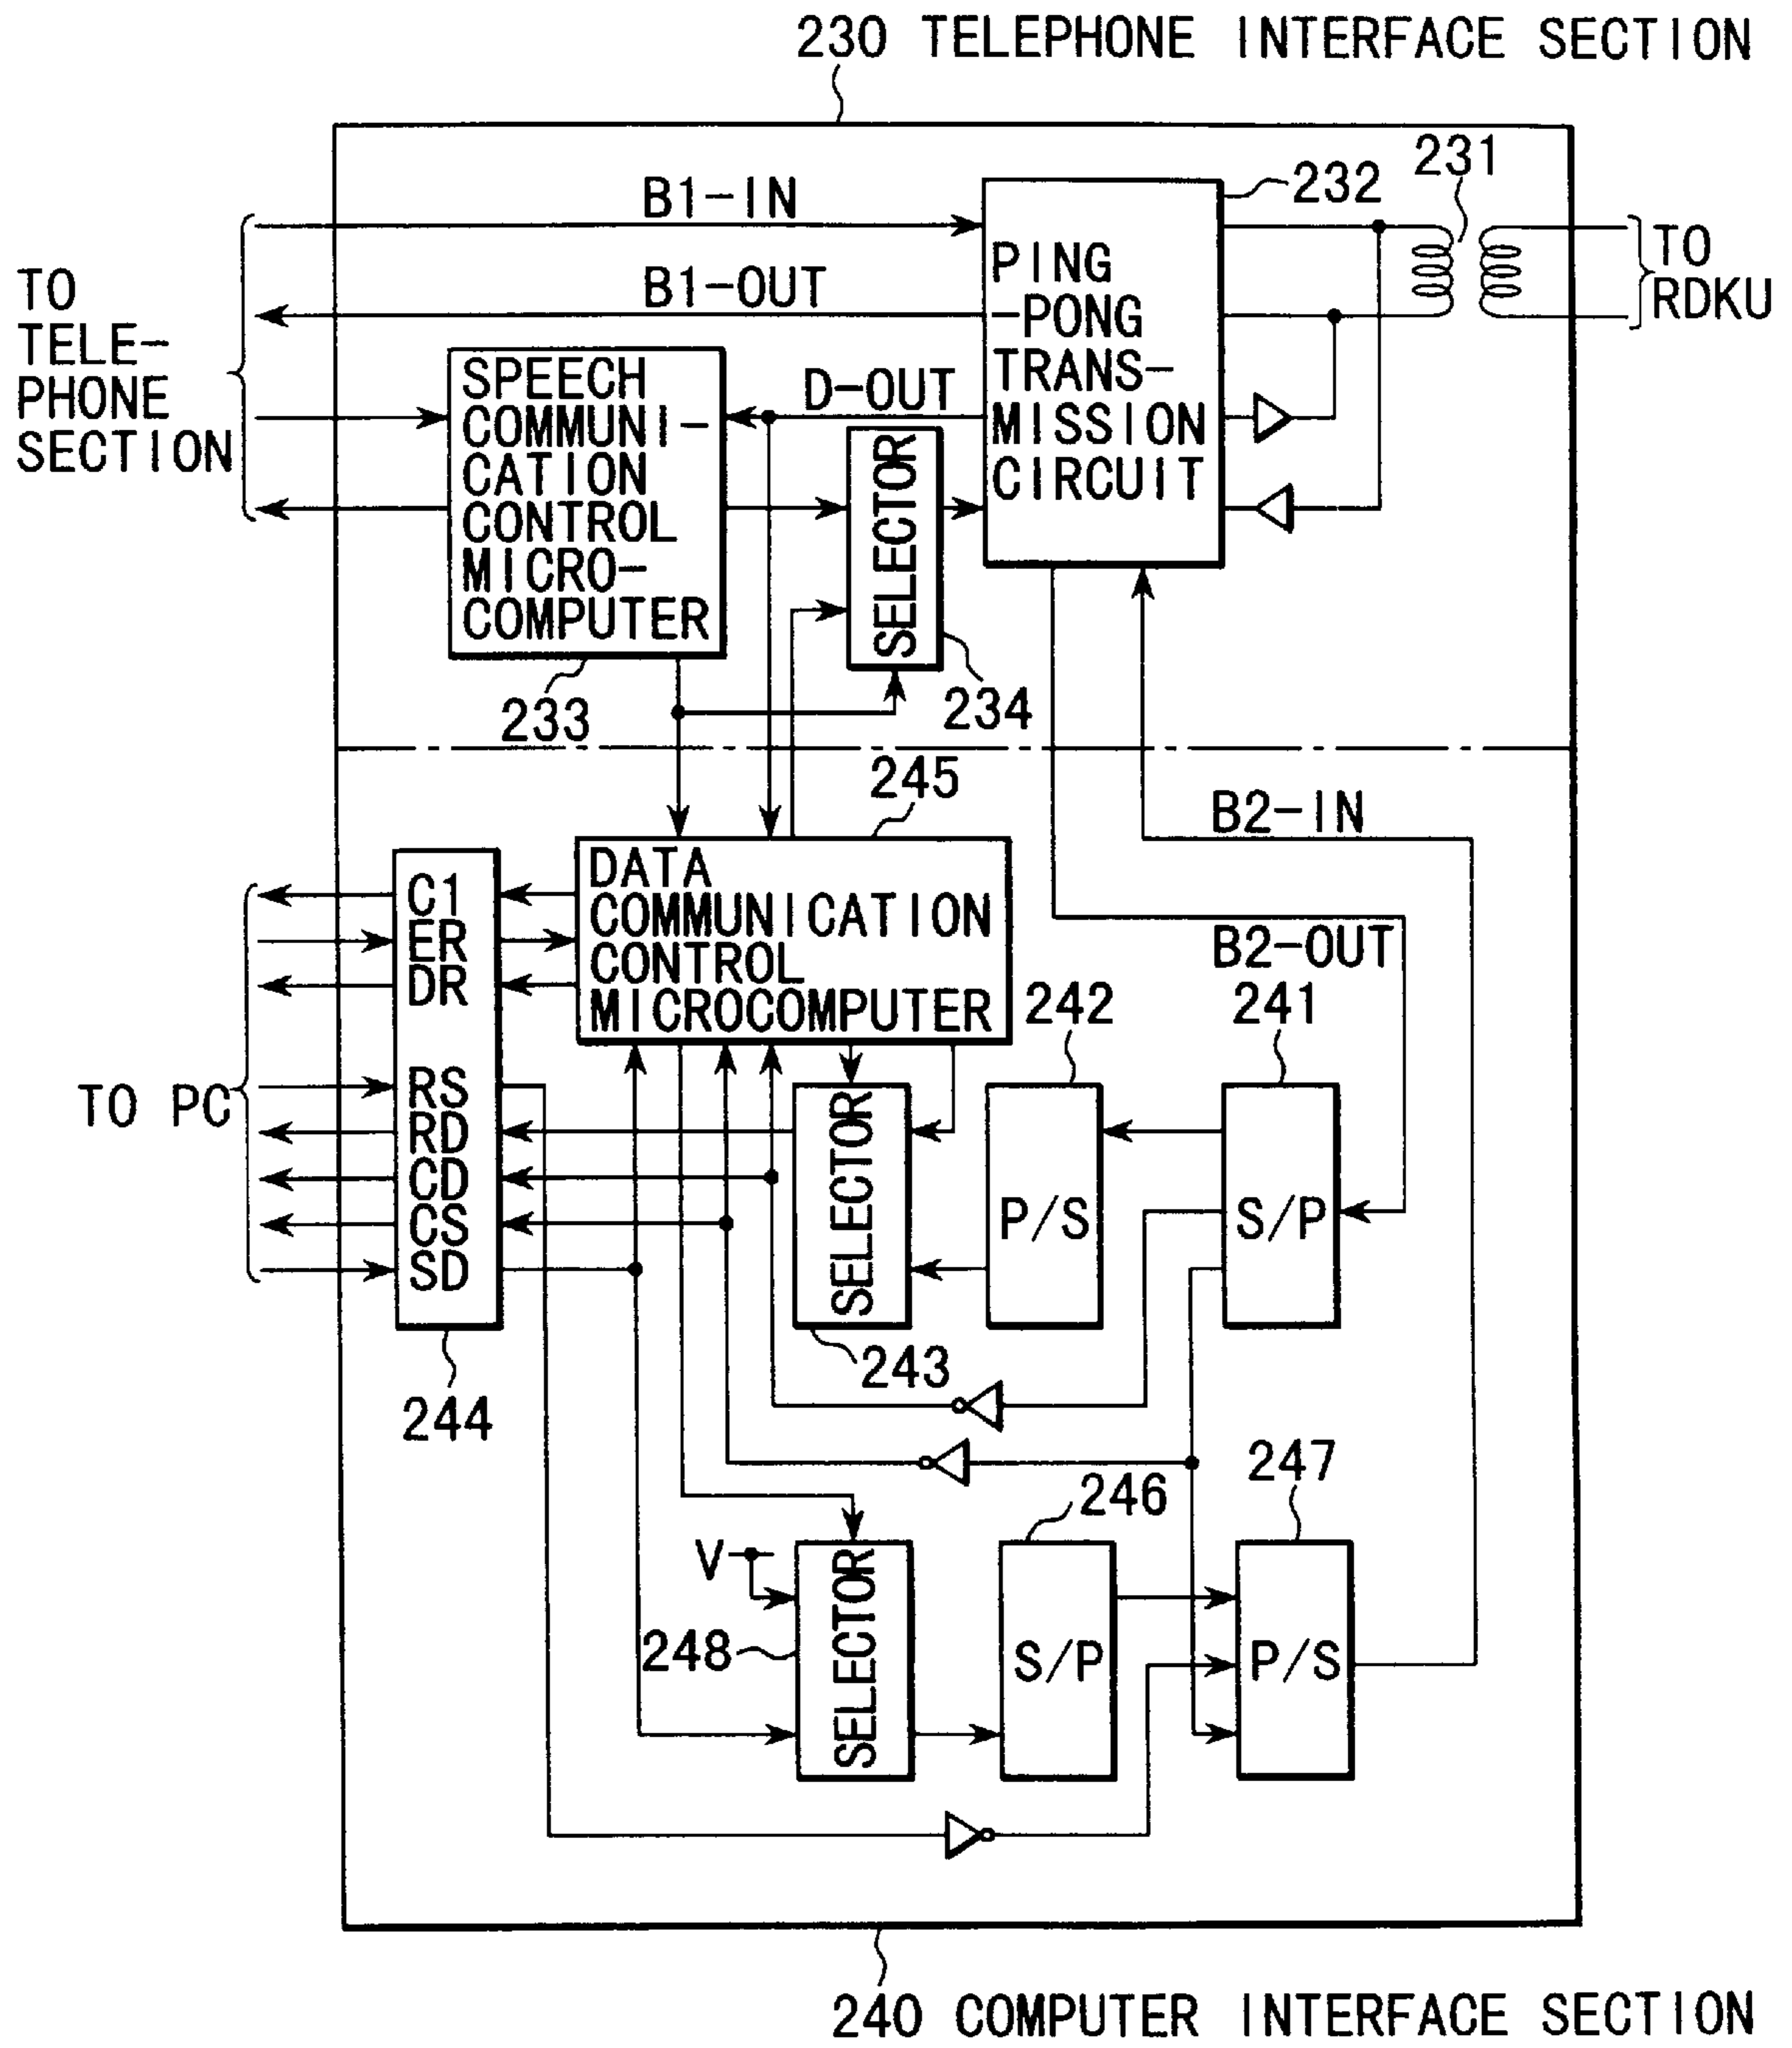 230 TELEPHONE INTERFACE SECTION
231
232
B1-IN
TO
TELE-
PHONE
SECTION
B1-OUT
PING
-PONG
TRANS-
MISSION
CIRCUIT
TO
RDKU
SPEECH
COMMUNI-
CATION
CONTROL
MICRO-
COMPUTER
D-OUT
SELECTOR
233
234
245
B2-IN
DATA
COMMUNICATION
CONTROL
MICROCOMPUTER
B2-OUT
C1
ER
DR
RS
RD
CD
CS
SD
TO PC
242
241
SELECTOR
P/S
S/P
243
244
247
246
V
248
SELECTOR
S/P
P/S
240 COMPUTER INTERFACE SECTION